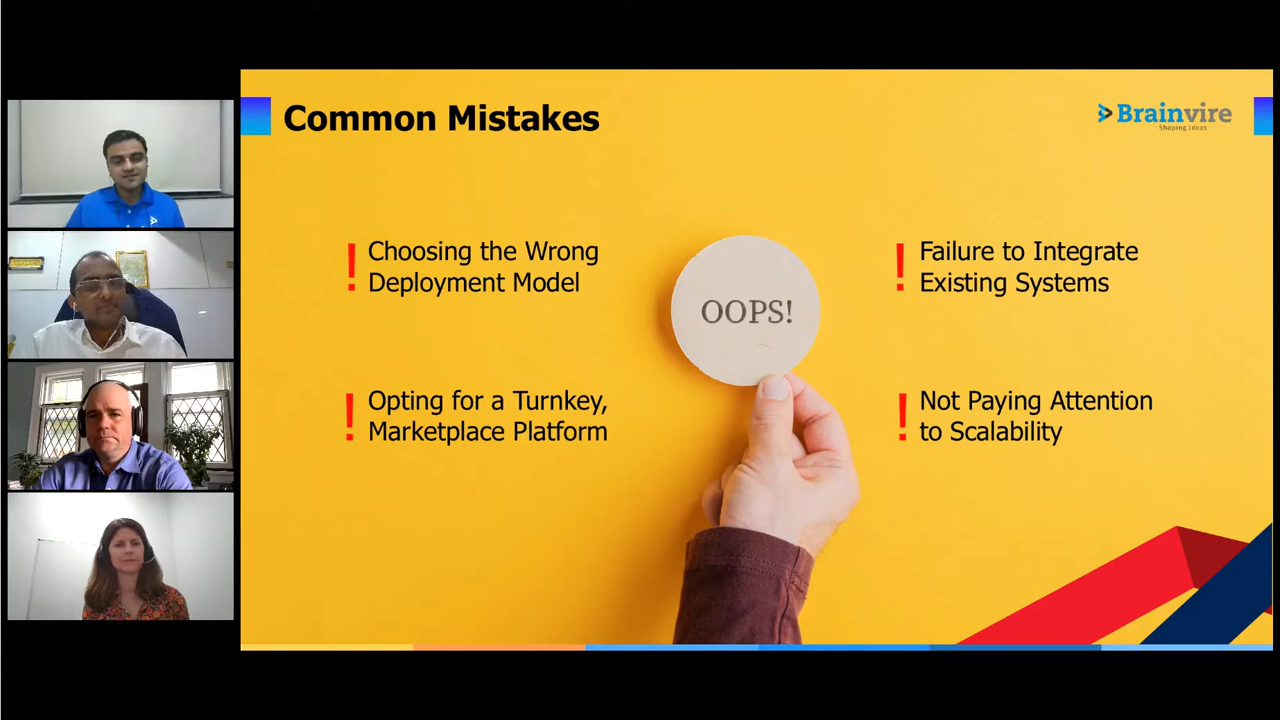 Common Mistakes
Brainvire
Shaping Ideas
! Choosing the Wrong
Deployment Model
! Opting for a Turnkey,
Marketplace Platform
OOPS!
! Failure to Integrate
Existing Systems
! Not Paying Attention
to Scalability